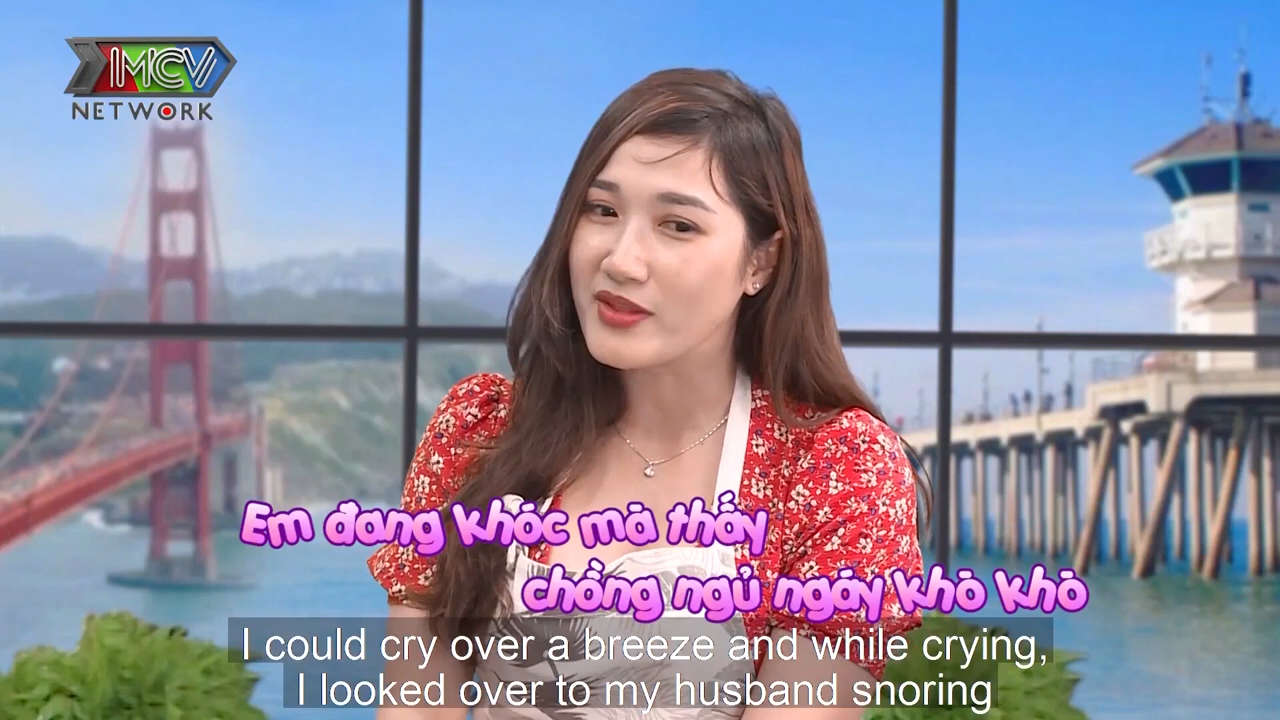 MCV
NETWORK
Em đang khóc mà thấy
chồng ngủ ngáy khò khò
I could cry over a breeze and while crying,
I looked over to my husband snoring